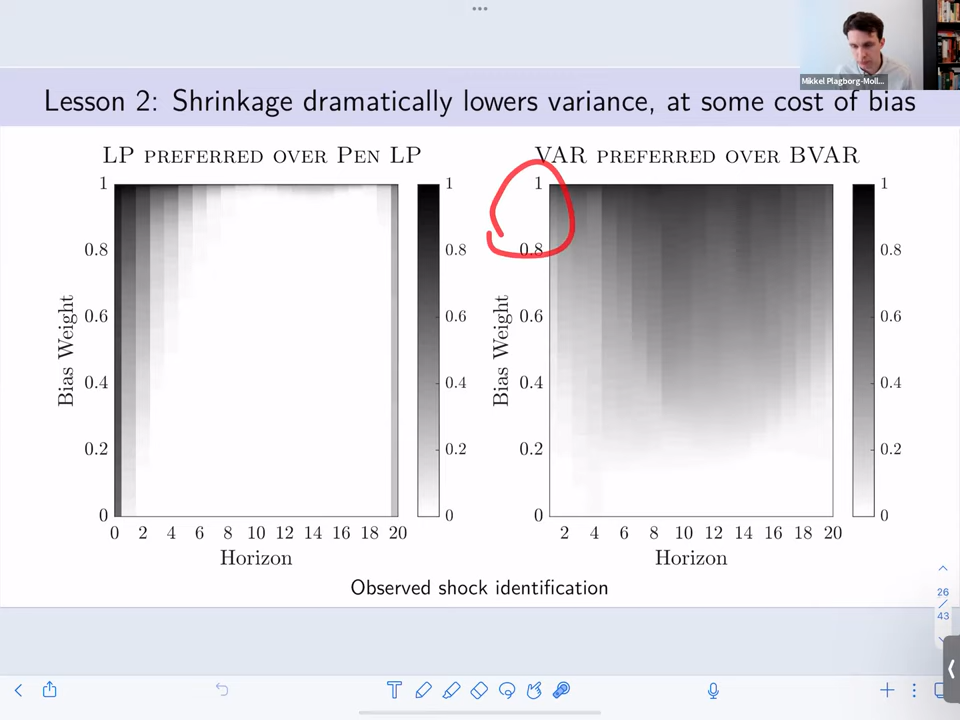 Mikkel Plagborg-Moll...
Lesson 2: Shrinkage dramatically lowers variance, at some cost of bias
LP PREFERRED OVER PEN LP
VAR PREFERRED OVER BVAR
1
0.8
0.6
0.4
0.2
0
Bias Weight
0 2 4 6 8 10 12 14 16 18 20
Horizon
1
0.8
0.6
0.4
0.2
0
1
0.8
0.6
0.4
0.2
0
Bias Weight
2 4 6 8 10 12 14 16 18 20
Horizon
1
0.8
0.6
0.4
0.2
0
Observed shock identification
26
/
43
T